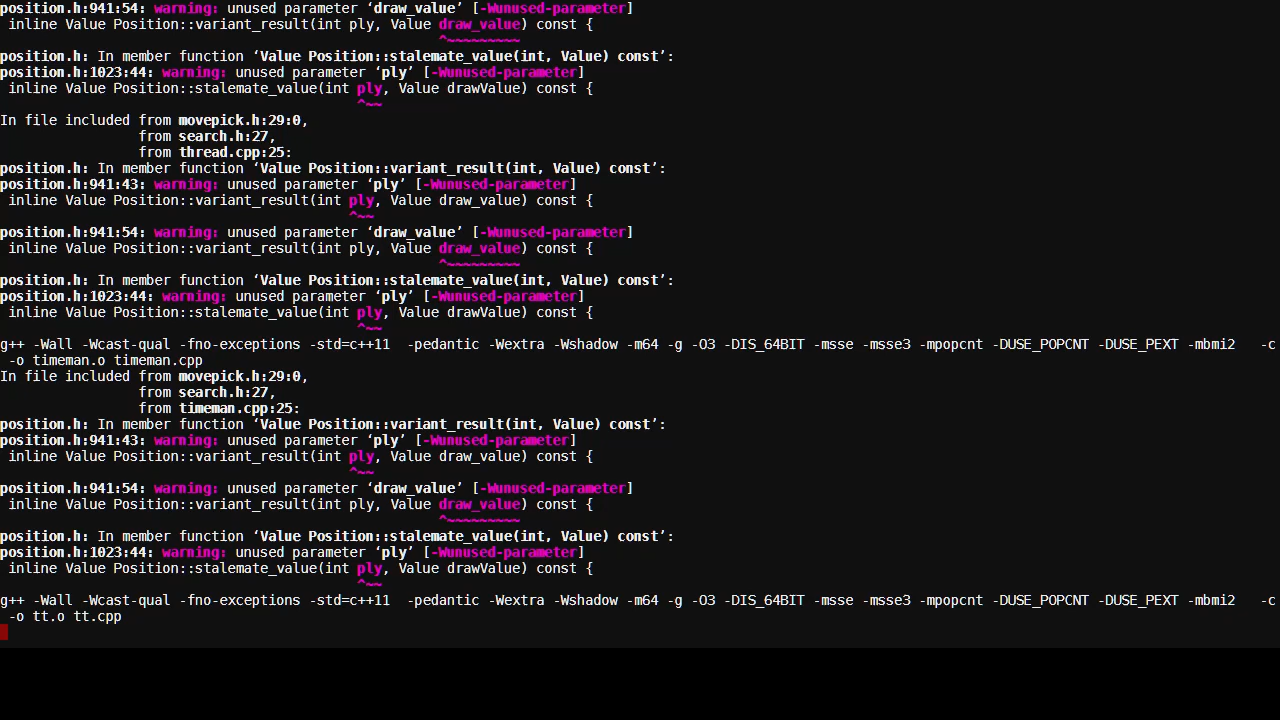 position.h:941:54: warning: unused parameter ‘draw_value’ [-Wunused-parameter]
 inline Value Position::variant_result(int ply, Value draw_value) const {
                                                      ^~~~~~~~~~
position.h: In member function ‘Value Position::stalemate_value(int, Value) const’:
position.h:1023:44: warning: unused parameter ‘ply’ [-Wunused-parameter]
 inline Value Position::stalemate_value(int ply, Value drawValue) const {
                                            ^~~
In file included from movepick.h:29:0,
                 from search.h:27,
                 from thread.cpp:25:
position.h: In member function ‘Value Position::variant_result(int, Value) const’:
position.h:941:43: warning: unused parameter ‘ply’ [-Wunused-parameter]
 inline Value Position::variant_result(int ply, Value draw_value) const {
                                           ^~~
position.h:941:54: warning: unused parameter ‘draw_value’ [-Wunused-parameter]
 inline Value Position::variant_result(int ply, Value draw_value) const {
                                                      ^~~~~~~~~~
position.h: In member function ‘Value Position::stalemate_value(int, Value) const’:
position.h:1023:44: warning: unused parameter ‘ply’ [-Wunused-parameter]
 inline Value Position::stalemate_value(int ply, Value drawValue) const {
                                            ^~~
g++ -Wall -Wcast-qual -fno-exceptions -std=c++11  -pedantic -Wextra -Wshadow -m64 -g -O3 -DIS_64BIT -msse -msse3 -mpopcnt -DUSE_POPCNT -DUSE_PEXT -mbmi2   -c
 -o timeman.o timeman.cpp
In file included from movepick.h:29:0,
                 from search.h:27,
                 from timeman.cpp:25:
position.h: In member function ‘Value Position::variant_result(int, Value) const’:
position.h:941:43: warning: unused parameter ‘ply’ [-Wunused-parameter]
 inline Value Position::variant_result(int ply, Value draw_value) const {
                                           ^~~
position.h:941:54: warning: unused parameter ‘draw_value’ [-Wunused-parameter]
 inline Value Position::variant_result(int ply, Value draw_value) const {
                                                      ^~~~~~~~~~
position.h: In member function ‘Value Position::stalemate_value(int, Value) const’:
position.h:1023:44: warning: unused parameter ‘ply’ [-Wunused-parameter]
 inline Value Position::stalemate_value(int ply, Value drawValue) const {
                                            ^~~
g++ -Wall -Wcast-qual -fno-exceptions -std=c++11  -pedantic -Wextra -Wshadow -m64 -g -O3 -DIS_64BIT -msse -msse3 -mpopcnt -DUSE_POPCNT -DUSE_PEXT -mbmi2   -c
 -o tt.o tt.cpp